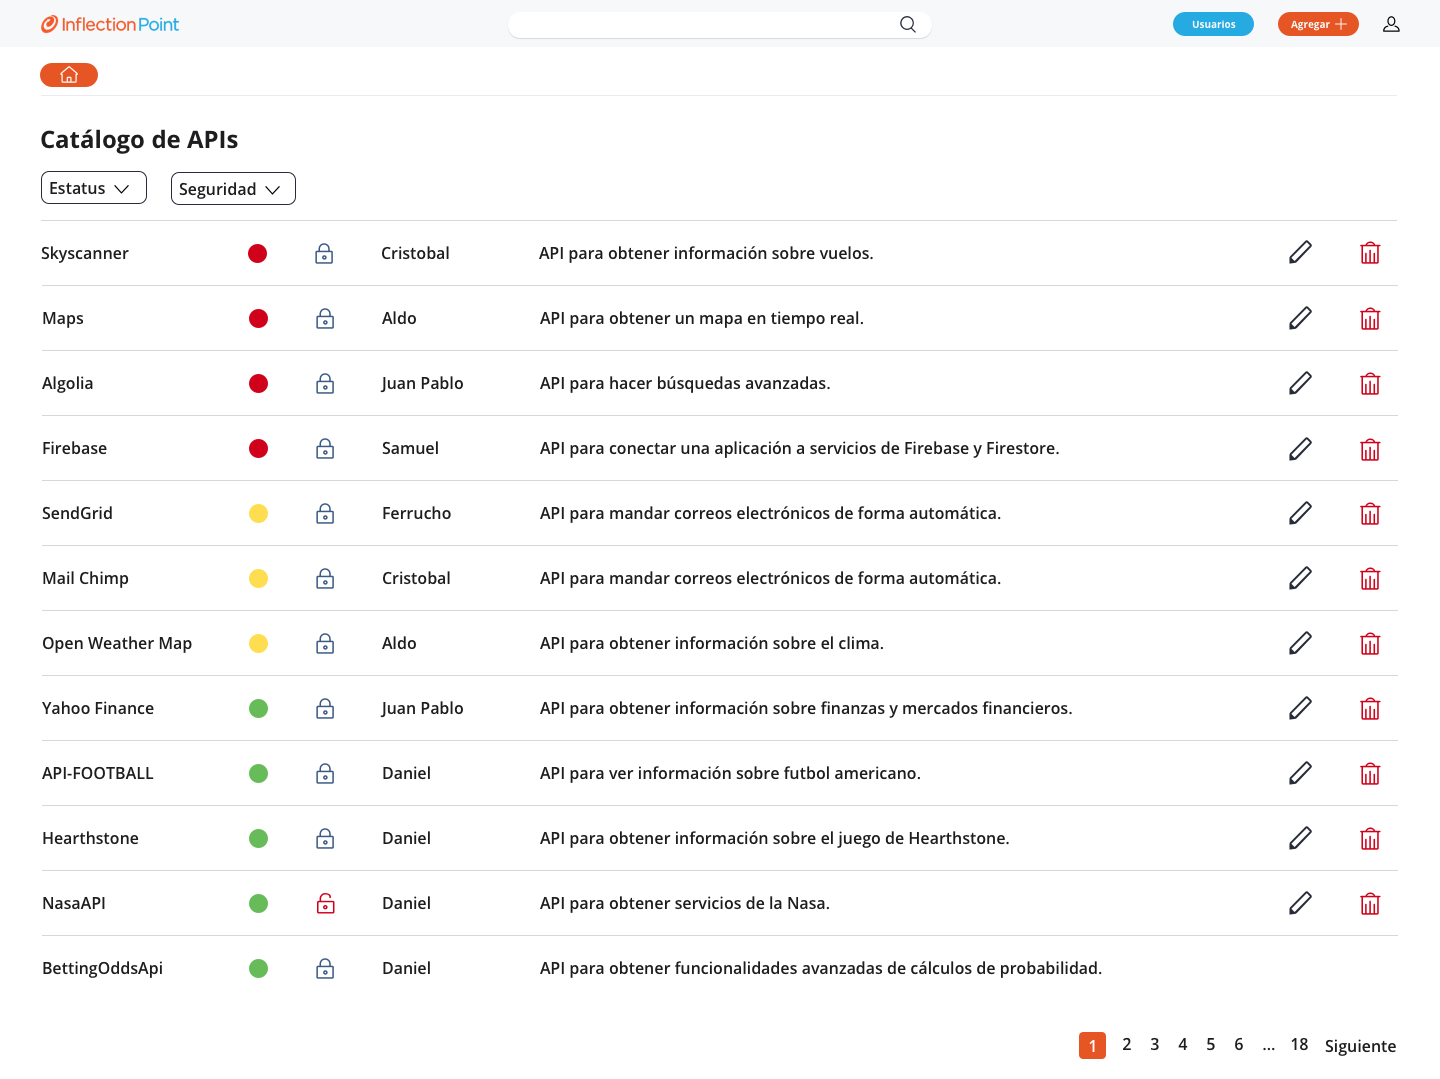 InflectionPoint
Usuarios
Agregar
Catálogo de APIs
Estatus
Seguridad
Skyscanner Cristobal API para obtener información sobre vuelos.
Maps Aldo API para obtener un mapa en tiempo real.
Algolia Juan Pablo API para hacer búsquedas avanzadas.
Firebase Samuel API para conectar una aplicación a servicios de Firebase y Firestore.
SendGrid Ferrucho API para mandar correos electrónicos de forma automática.
Mail Chimp Cristobal API para mandar correos electrónicos de forma automática.
Open Weather Map Aldo API para obtener información sobre el clima.
Yahoo Finance Juan Pablo API para obtener información sobre finanzas y mercados financieros.
API-FOOTBALL Daniel API para ver información sobre futbol americano.
Hearthstone Daniel API para obtener información sobre el juego de Hearthstone.
NasaAPI Daniel API para obtener servicios de la Nasa.
BettingOddsApi Daniel API para obtener funcionalidades avanzadas de cálculos de probabilidad.
1 2 3 4 5 6 ... 18 Siguiente